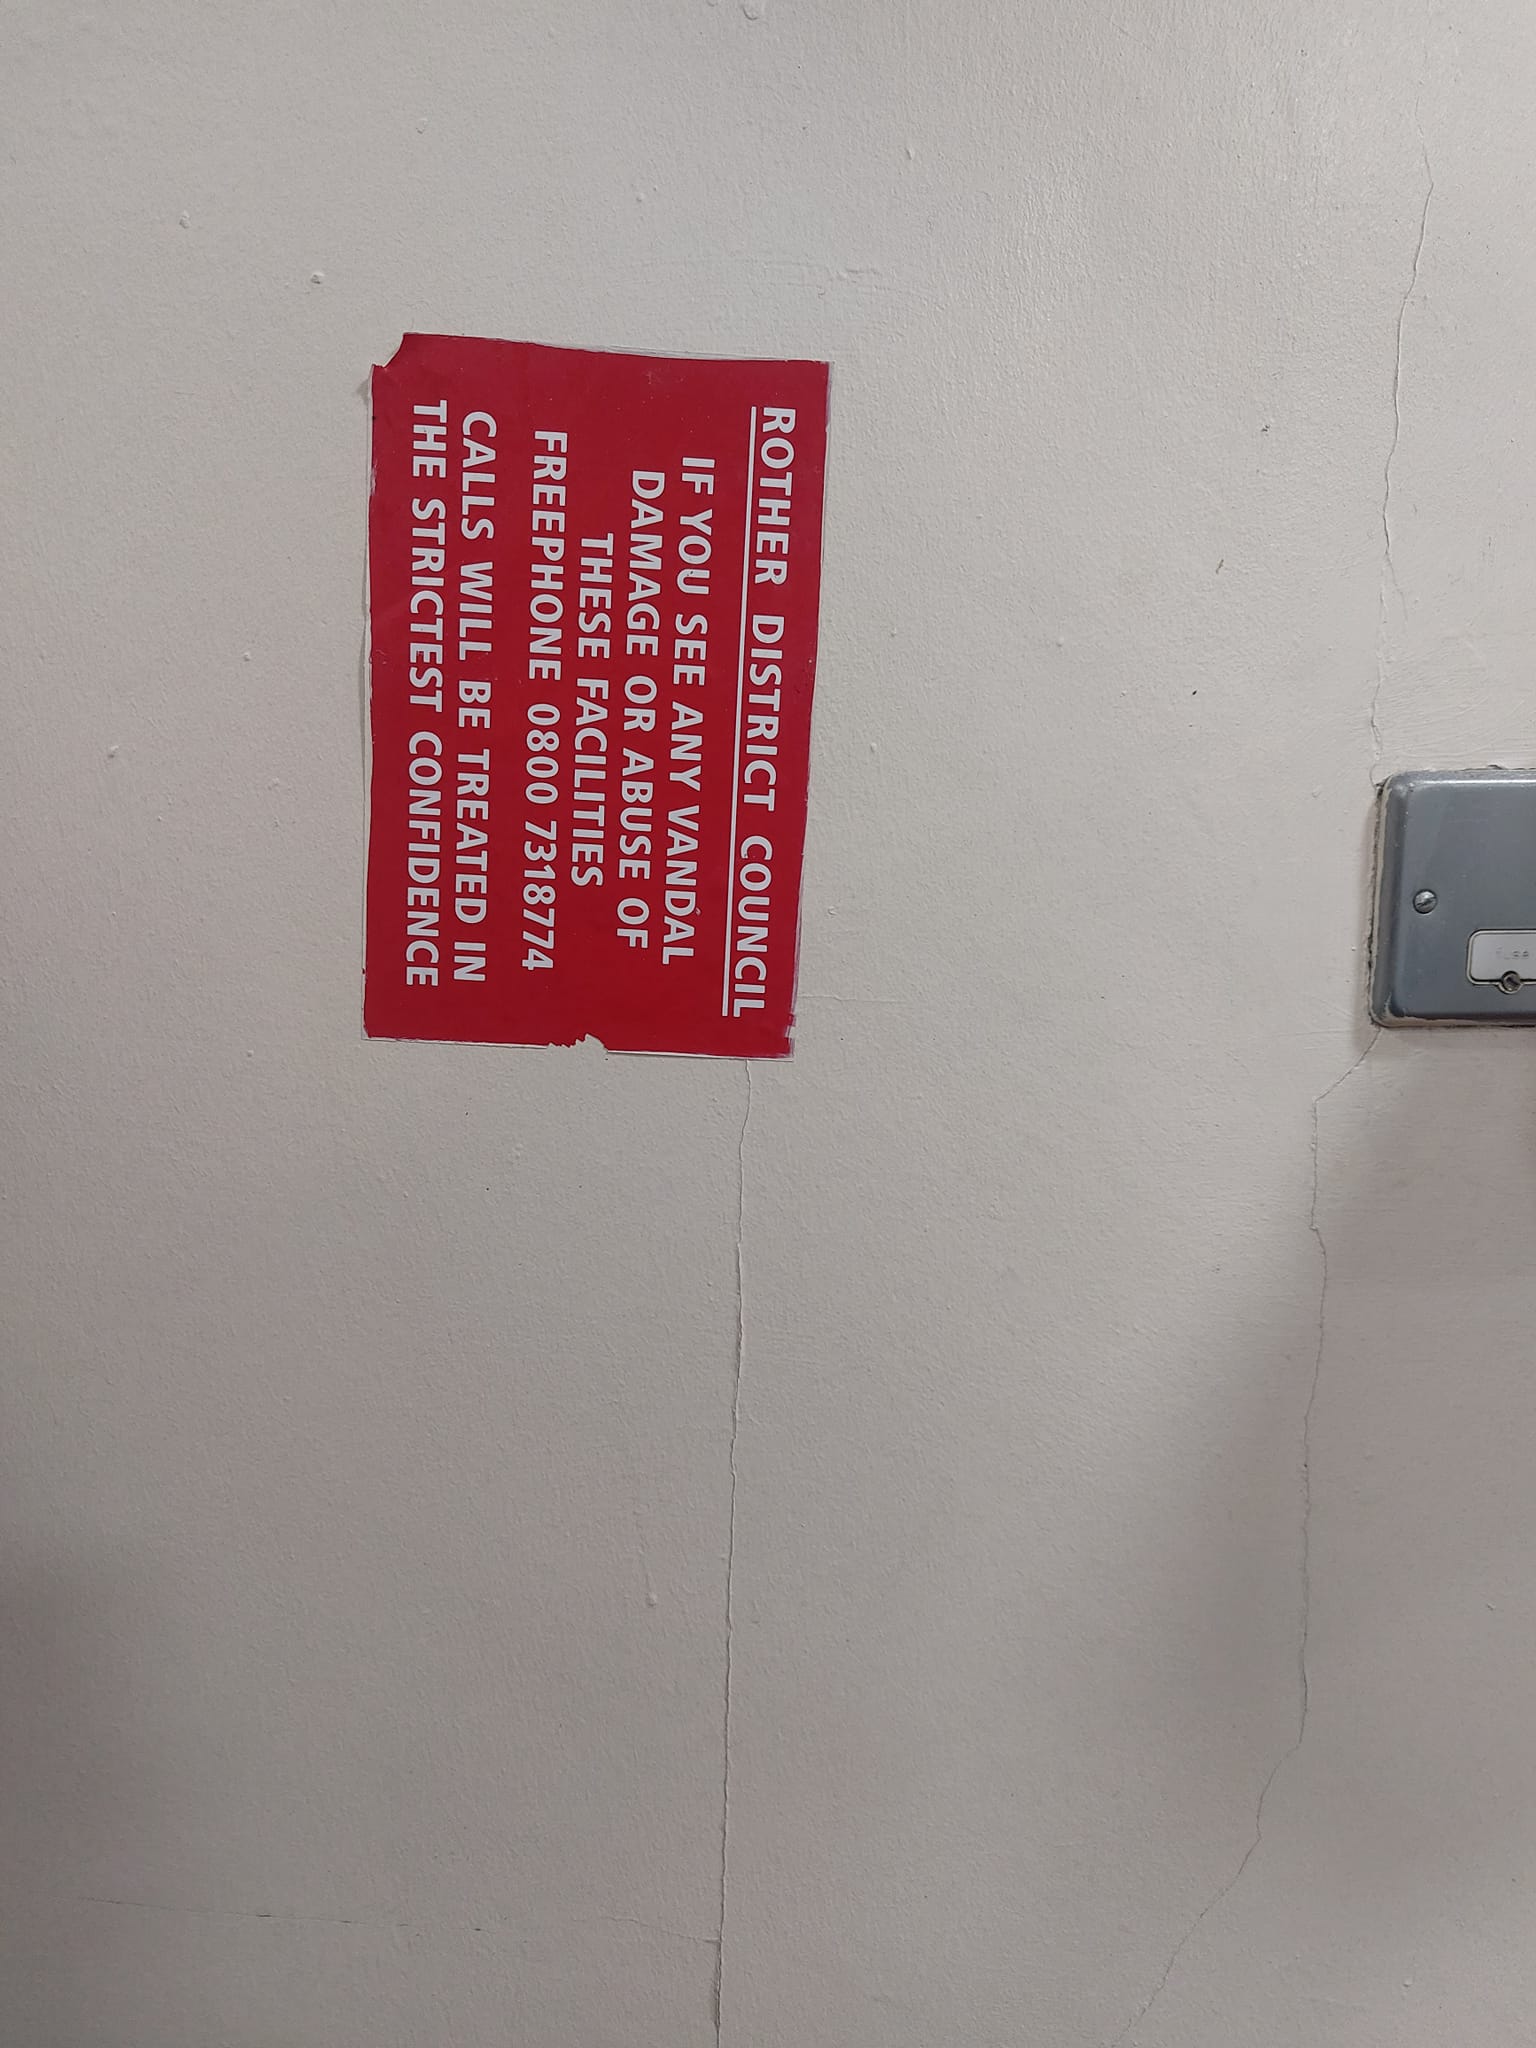 ROTHER DISTRICT COUNCIL
IF YOU SEE ANY VANDAL
DAMAGE OR ABUSE OF
THESE FACILITIES
FREEPHONE 0800 7318774
CALLS WILL BE TREATED IN
THE STRICTEST CONFIDENCE
fuse